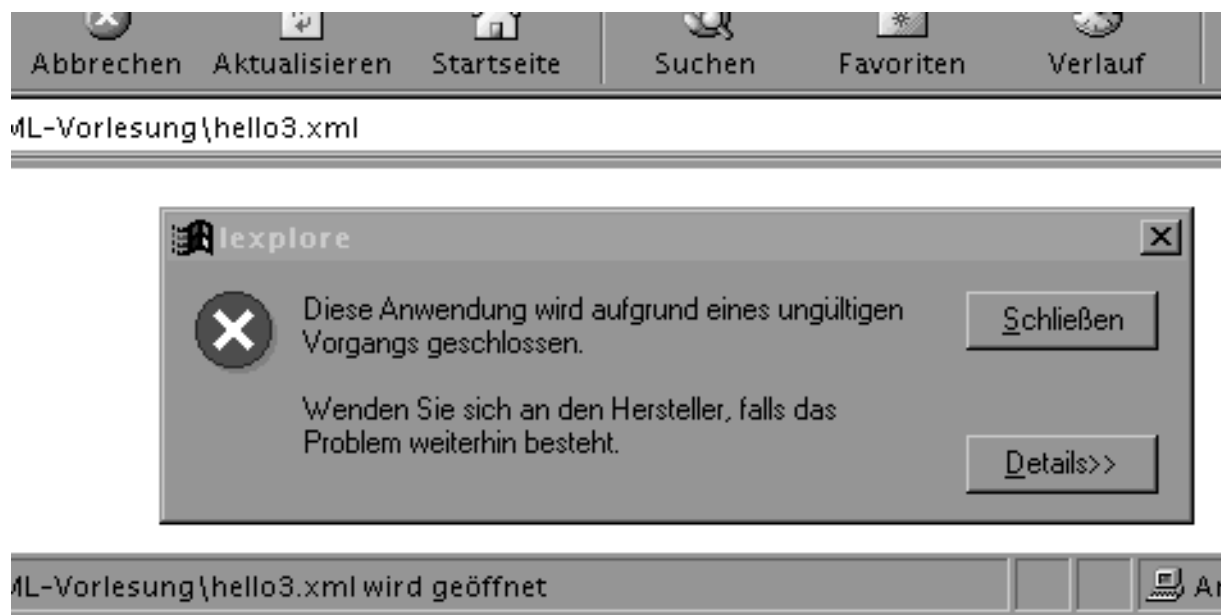 Abbrechen Aktualisieren Startseite Suchen Favoriten Verlauf
ML-Vorlesung\hello3.xml
Iexplore
Diese Anwendung wird aufgrund eines ungültigen
Vorgangs geschlossen.
Schließen
Wenden Sie sich an den Hersteller, falls das
Problem weiterhin besteht.
Details>>
ML-Vorlesung\hello3.xml wird geöffnet